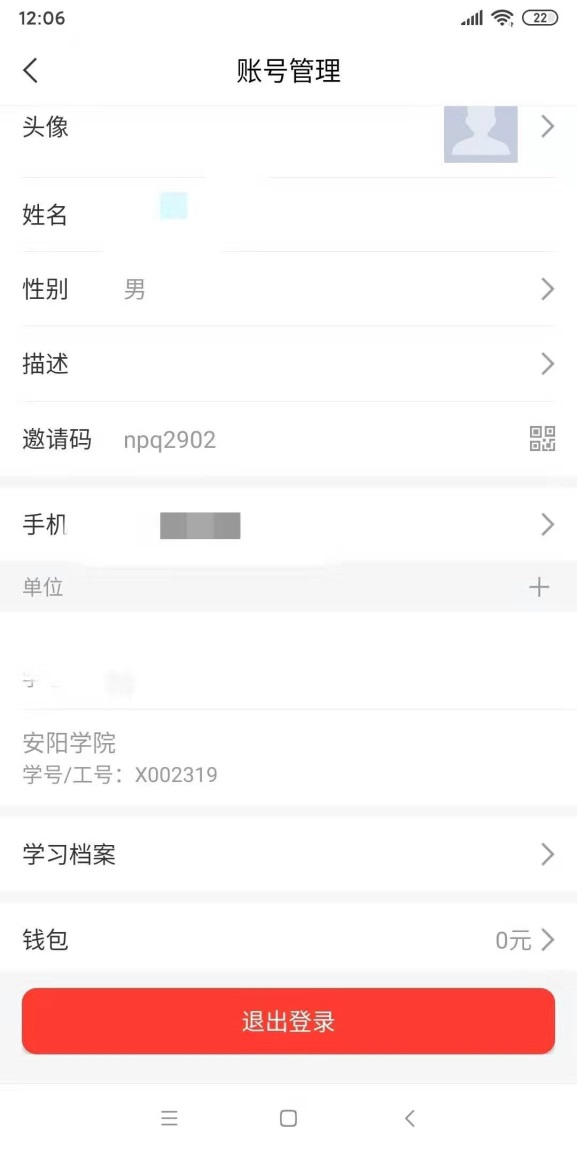 12:06
22
账号管理
头像
姓名
性别 男
描述
邀请码 npq2902
手机
单位
安阳学院
学号/工号：X002319
学习档案
钱包 0元
退出登录